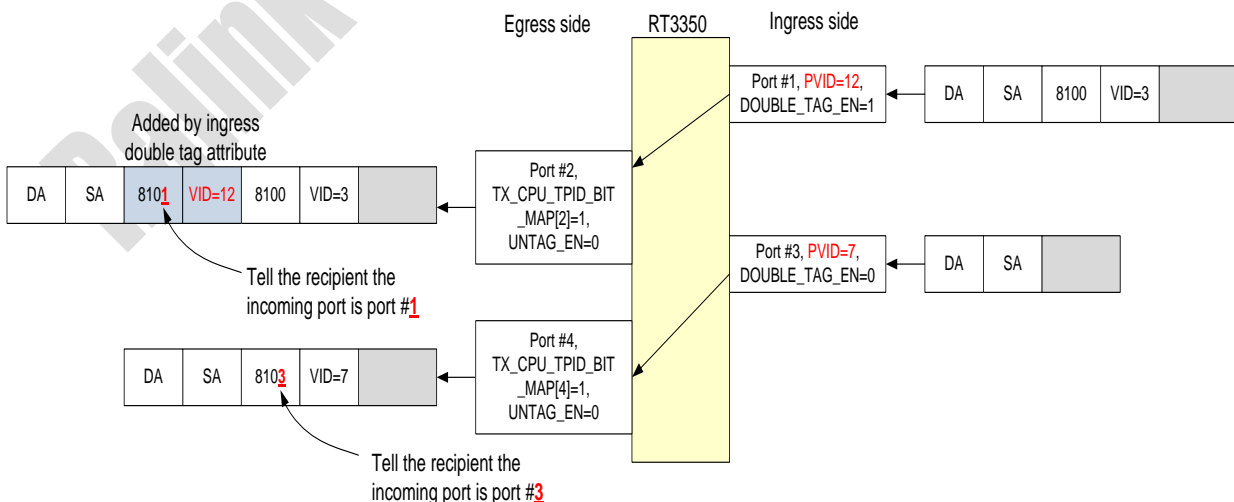 Egress side
RT3350
Ingress side
Ralink
Port #1, PVID=12,
DOUBLE_TAG_EN=1
DA
SA
8100
VID=3
Added by ingress
double tag attribute
DA
SA
8101
VID=12
8100
VID=3
Port #2,
TX_CPU_TPID_BIT
_MAP[2]=1,
UNTAG_EN=0
Port #3, PVID=7,
DOUBLE_TAG_EN=0
DA
SA
Tell the recipient the
incoming port is port #1
Port #4,
TX_CPU_TPID_BIT
_MAP[4]=1,
UNTAG_EN=0
DA
SA
8103
VID=7
Tell the recipient the
incoming port is port #3